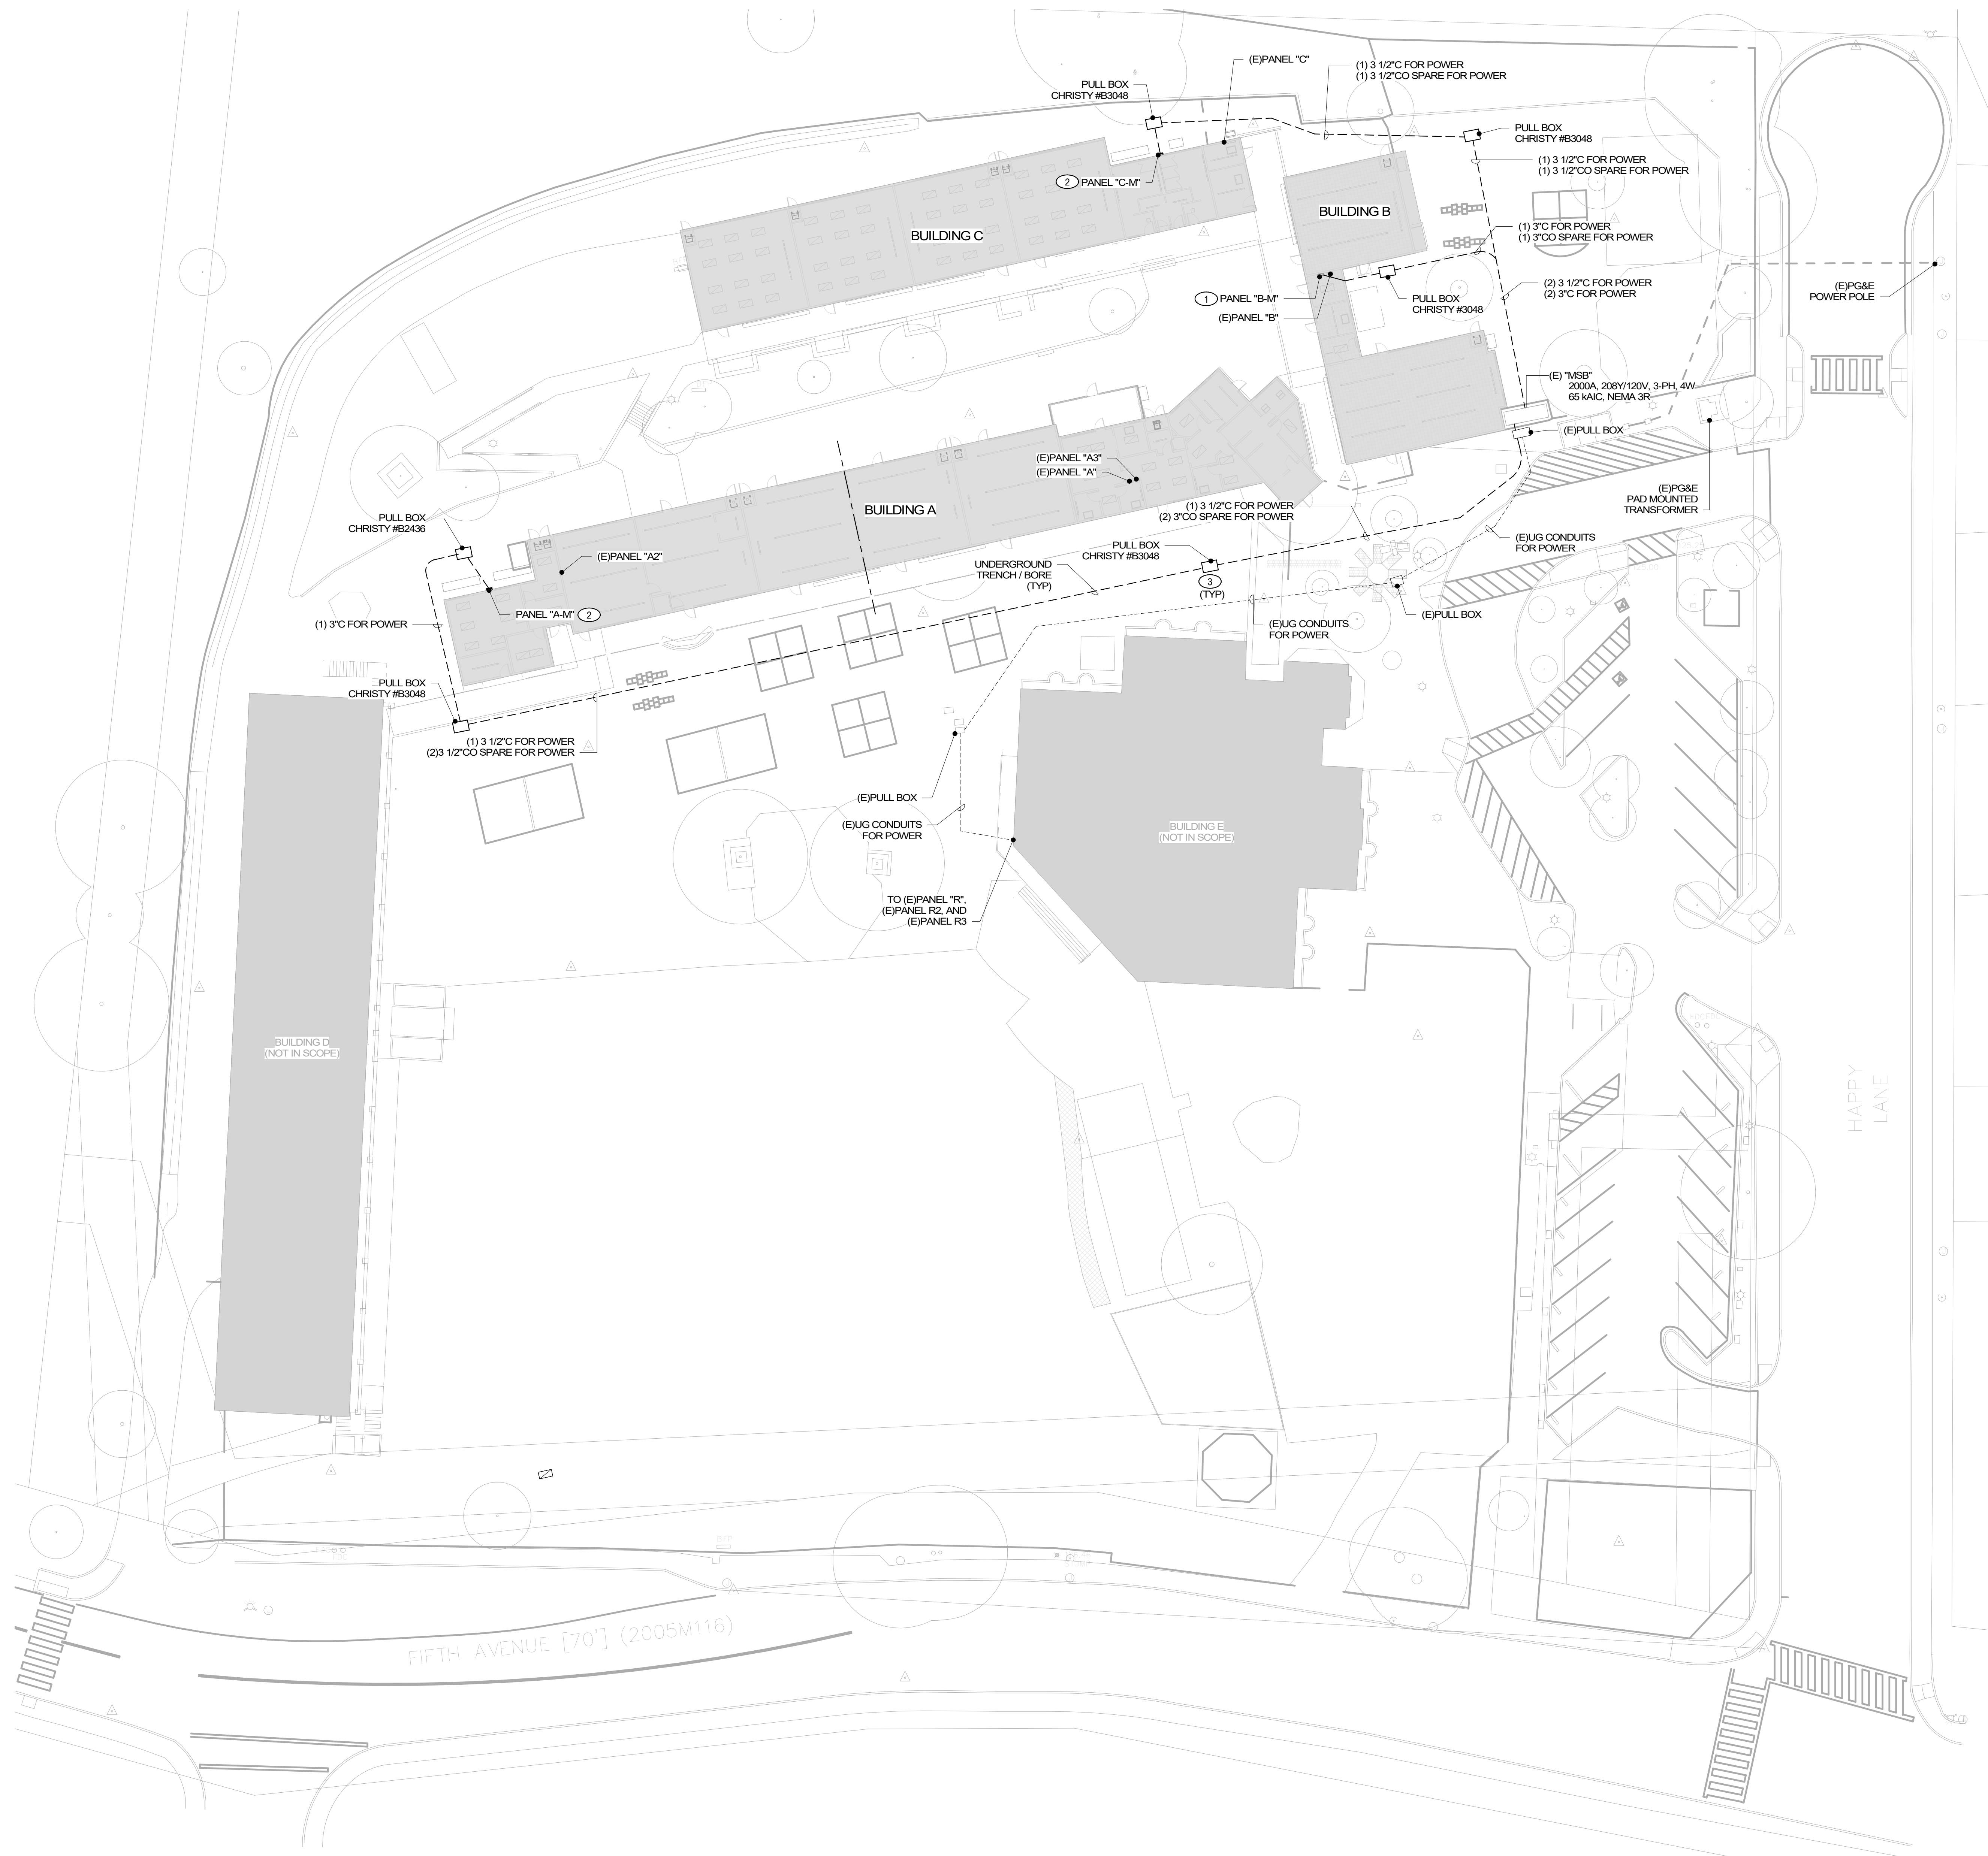 (E)PANEL "C"
(1) 3 1/2"C FOR POWER
(1) 3 1/2"CO SPARE FOR POWER
PULL BOX
CHRISTY #B3048
PULL BOX
CHRISTY #B3048
(1) 3 1/2"C FOR POWER
(1) 3 1/2"CO SPARE FOR POWER
2 PANEL "C-M"
BUILDING B
BUILDING C
(1) 3"C FOR POWER
(1) 3"CO SPARE FOR POWER
(2) 3 1/2"C FOR POWER
(2) 3"C FOR POWER
(E)PG&E
POWER POLE
1 PANEL "B-M"
(E)PANEL "B"
PULL BOX
CHRISTY #3048
(E) "MSB"
2000A, 208Y/120V, 3-PH, 4W
65 kAIC, NEMA 3R
(E)PULL BOX
(E)PANEL "A3"
(E)PANEL "A"
(E)PG&E
PAD MOUNTED
TRANSFORMER
BUILDING A
(1) 3 1/2"C FOR POWER
(2) 3"CO SPARE FOR POWER
PULL BOX
CHRISTY #B2436
(E)UG CONDUITS
FOR POWER
(E)PANEL "A2"
PULL BOX
CHRISTY #B3048
UNDERGROUND
TRENCH / BORE
(TYP)
3
(TYP)
PANEL "A-M" 2
(E)PULL BOX
(1) 3"C FOR POWER
(E)UG CONDUITS
FOR POWER
PULL BOX
CHRISTY #B3048
(1) 3 1/2"C FOR POWER
(2)3 1/2"CO SPARE FOR POWER
(E)PULL BOX
(E)UG CONDUITS
FOR POWER
BUILDING E
(NOT IN SCOPE)
TO (E)PANEL "R",
(E)PANEL R2, AND
(E)PANEL R3
BUILDING D
(NOT IN SCOPE)
HAPPY
LANE
FIFTH AVENUE [70'] (2005M116)